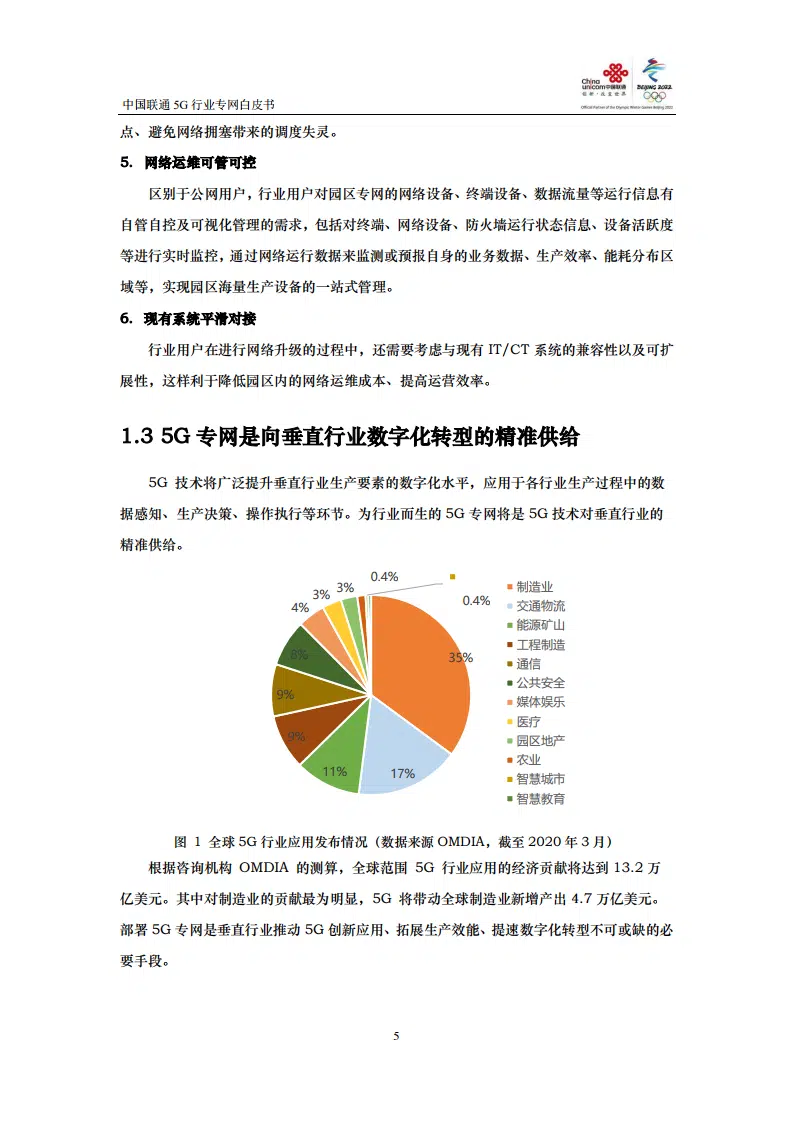 中国联通 5G 行业专网白皮书
China
unicom中国联通
创新·改变世界
BEIJING 2022
Official Partner of the Olympic Winter Games Beijing 2022
点、避免网络拥塞带来的调度失灵。
5. 网络运维可管可控
区别于公网用户，行业用户对园区专网的网络设备、终端设备、数据流量等运行信息有
自管自控及可视化管理的需求，包括对终端、网络设备、防火墙运行状态信息、设备活跃度
等进行实时监控，通过网络运行数据来监测或预报自身的业务数据、生产效率、能耗分布区
域等，实现园区海量生产设备的一站式管理。
6. 现有系统平滑对接
行业用户在进行网络升级的过程中，还需要考虑与现有 IT/CT 系统的兼容性以及可扩
展性，这样利于降低园区内的网络运维成本、提高运营效率。
1.3 5G 专网是向垂直行业数字化转型的精准供给
5G 技术将广泛提升垂直行业生产要素的数字化水平，应用于各行业生产过程中的数
据感知、生产决策、操作执行等环节。为行业而生的 5G 专网将是 5G 技术对垂直行业的
精准供给。
0.4%
3%
3%
4%
0.4%
8%
35%
9%
9%
11%
17%
制造业
交通物流
能源矿山
工程制造
通信
公共安全
媒体娱乐
医疗
园区地产
农业
智慧城市
智慧教育
图 1 全球 5G 行业应用发布情况（数据来源 OMDIA，截至 2020 年 3 月）
根据咨询机构 OMDIA 的测算，全球范围 5G 行业应用的经济贡献将达到 13.2 万
亿美元。其中对制造业的贡献最为明显，5G 将带动全球制造业新增产出 4.7 万亿美元。
部署 5G 专网是垂直行业推动 5G 创新应用、拓展生产效能、提速数字化转型不可或缺的必
要手段。
5